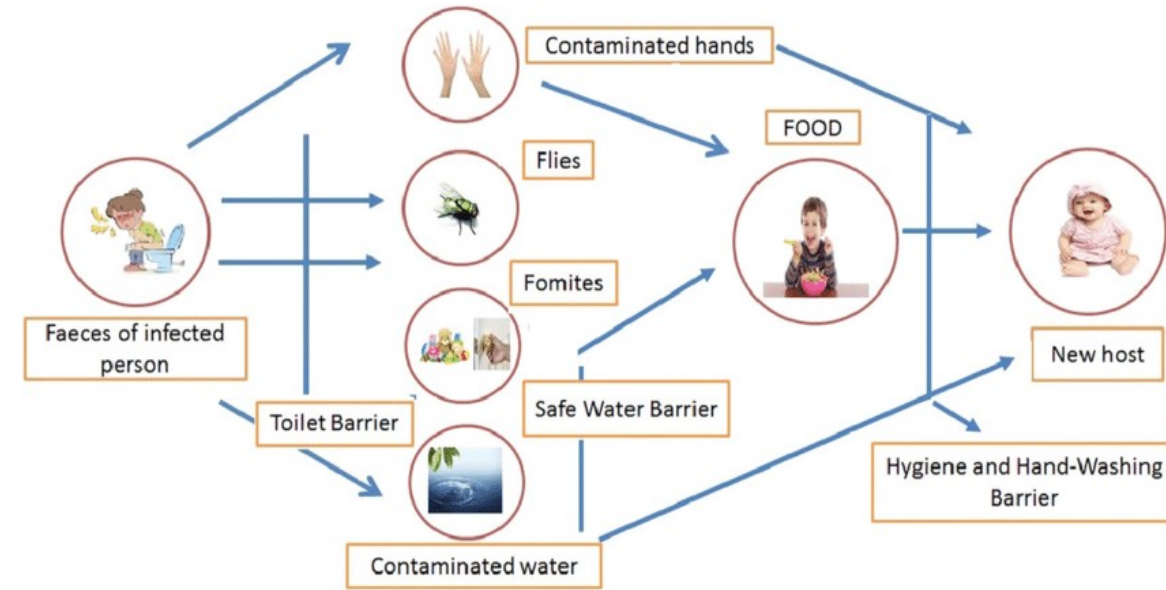 Contaminated hands
FOOD
Flies
Fomites
Faeces of infected
person
New host
Toilet Barrier
Safe Water Barrier
Hygiene and Hand-Washing
Barrier
Contaminated water